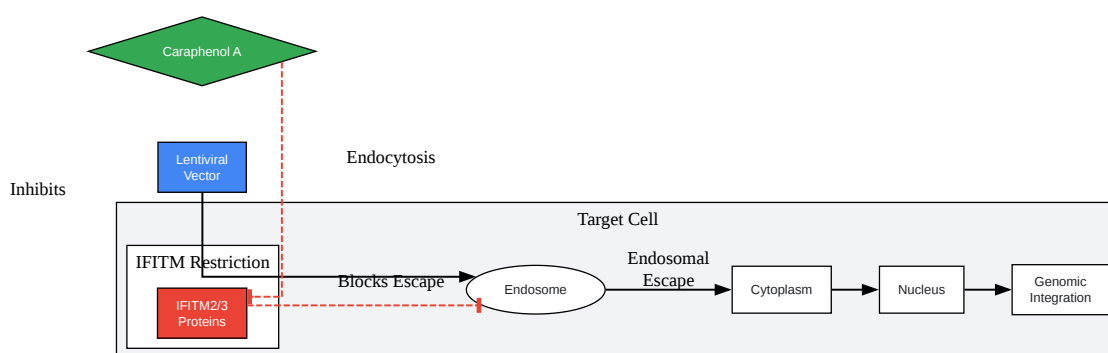 Caraphenol A
Lentiviral
Vector
Endocytosis
Inhibits
Target Cell
IFITM Restriction
Blocks Escape
Endosomal
Escape
IFITM2/3
Proteins
Endosome
Cytoplasm
Nucleus
Genomic
Integration